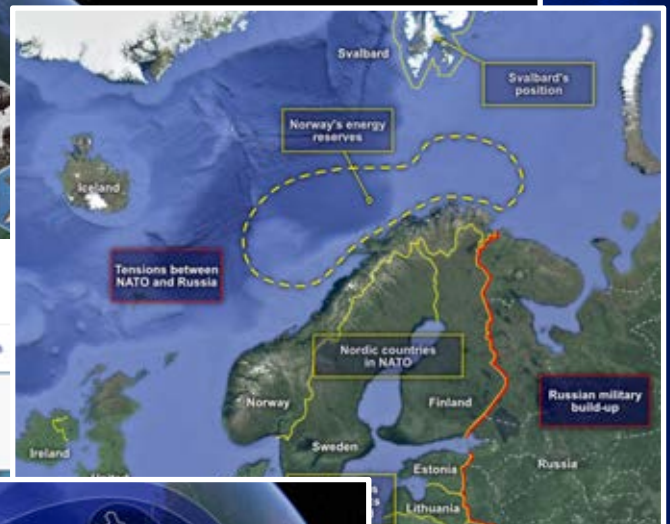 Svalbard
Svalbard's
position
Norway's energy
reserves
Iceland
Tensions between
NATO and Russia
Nordic countries
in NATO
Russian military
build-up
Norway
Finland
Ireland
Sweden
Estonia
Russia
Lithuania